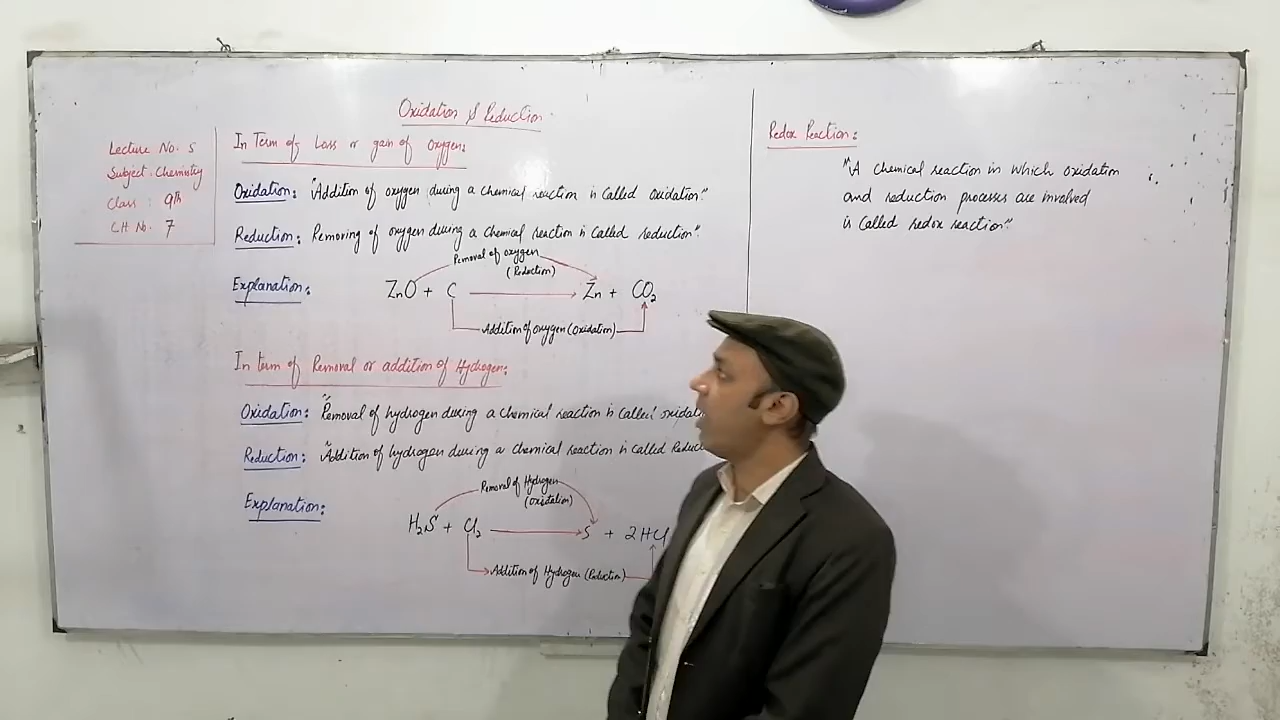 Oxidation & Reduction
Lecture No. 5
Subject: Chemistry
Class : 9th
CH No. 7
In Term of Loss or gain of Oxygen:
Oxidation: "Addition of oxygen during a chemical reaction is called oxidation."
Reduction: Removing of oxygen during a chemical reaction is called reduction".
Removal of oxygen
(Reduction)
Explanation: ZnO + C → Zn + CO₂
Addition of oxygen (Oxidation)
In term of Removal or addition of Hydrogen:
Oxidation: "Removal of hydrogen during a chemical reaction is called
Reduction: "Addition of hydrogen during a chemical reaction is called
Removal of Hydrogen
(Oxidation)
Explanation:
H₂S + Cl₂ → S + 2HCl
Addition of Hydrogen (Reduction)
Redox Reaction:
"A chemical reaction in which oxidation
and reduction processes are involved
is called redox reaction."